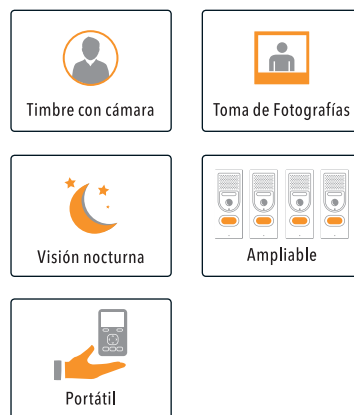 Timbre con cámara
Toma de Fotografías
Visión nocturna
Ampliable
Portátil